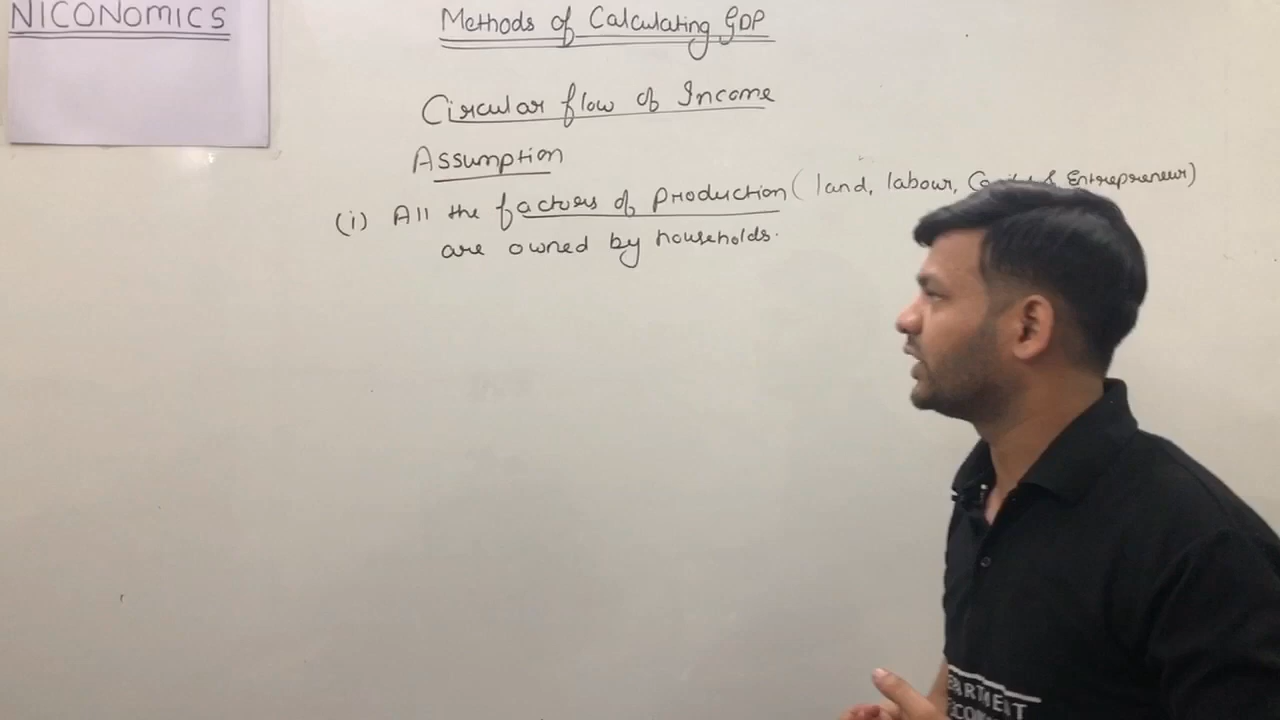 NICONOMICS
Methods of Calculating GDP
Circular flow of Income
Assumption
(i) All the factors of Production (land, labour, & Entrepreneur)
are owned by households.